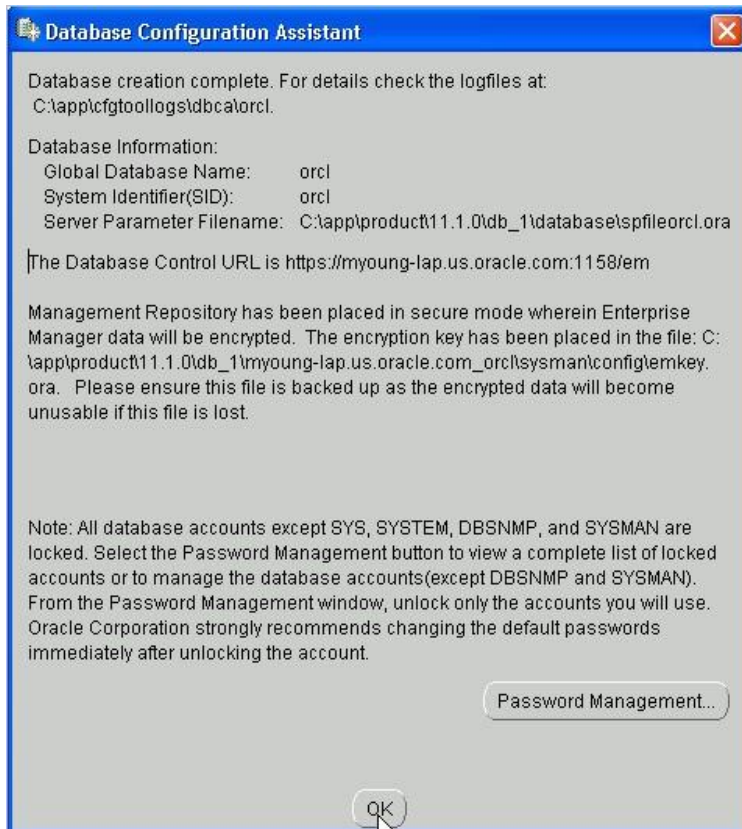 Database Configuration Assistant
Database creation complete. For details check the logfiles at:
C:\app\cfgtoollogs\dbca\orcl.
Database Information:
Global Database Name: orcl
System Identifier(SID): orcl
Server Parameter Filename: C:\app\product\11.1.0\db_1\database\spfileorcl.ora
The Database Control URL is https://myoung-lap.us.oracle.com:1158/em
Management Repository has been placed in secure mode wherein Enterprise
Manager data will be encrypted. The encryption key has been placed in the file: C:
\app\product\11.1.0\db_1\myoung-lap.us.oracle.com_orcl\sysman\config\emkey.
ora. Please ensure this file is backed up as the encrypted data will become
unusable if this file is lost.
Note: All database accounts except SYS, SYSTEM, DBSNMP, and SYSMAN are
locked. Select the Password Management button to view a complete list of locked
accounts or to manage the database accounts(except DBSNMP and SYSMAN).
From the Password Management window, unlock only the accounts you will use.
Oracle Corporation strongly recommends changing the default passwords
immediately after unlocking the account.
Password Management...
OK